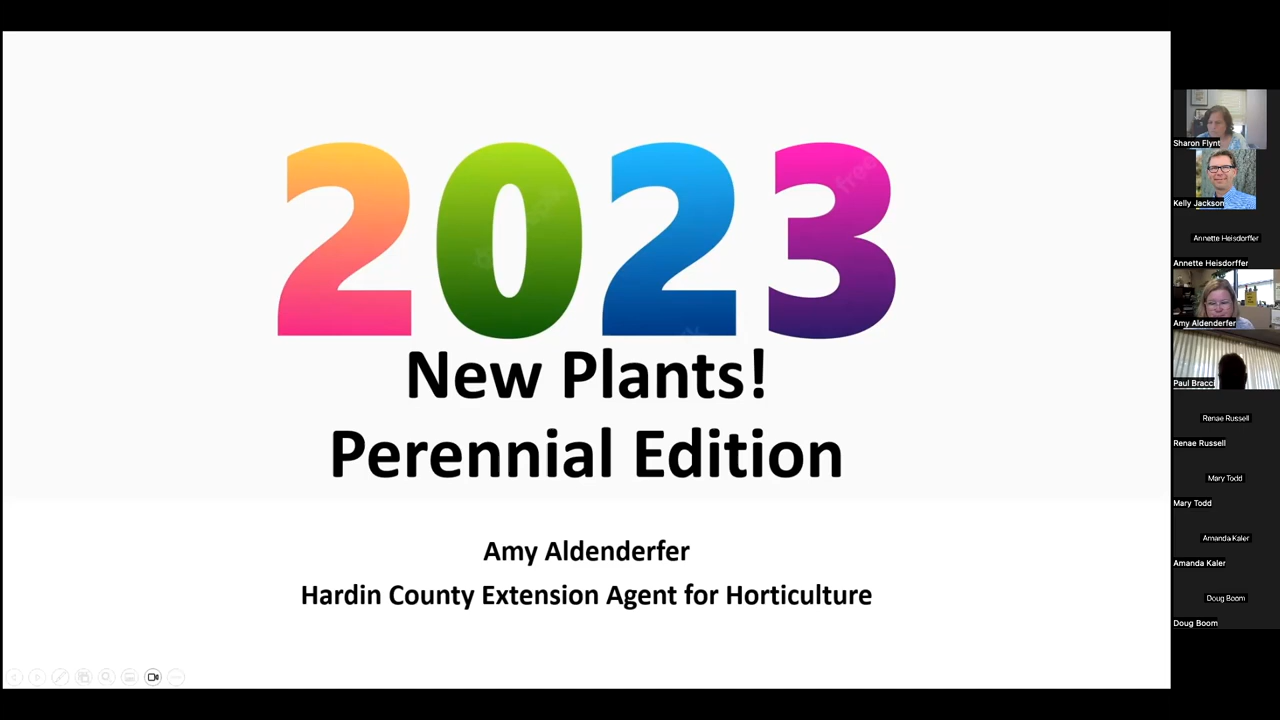 2023
New Plants!
Perennial Edition
Amy Aldenderfer
Hardin County Extension Agent for Horticulture
Sharon Flynt
Kelly Jackson
Annette Heisdorffer
Annette Heisdorffer
Amy Aldenderfer
Paul Bracci
Renae Russell
Renae Russell
Mary Todd
Mary Todd
Amanda Kaler
Amanda Kaler
Doug Boom
Doug Boom